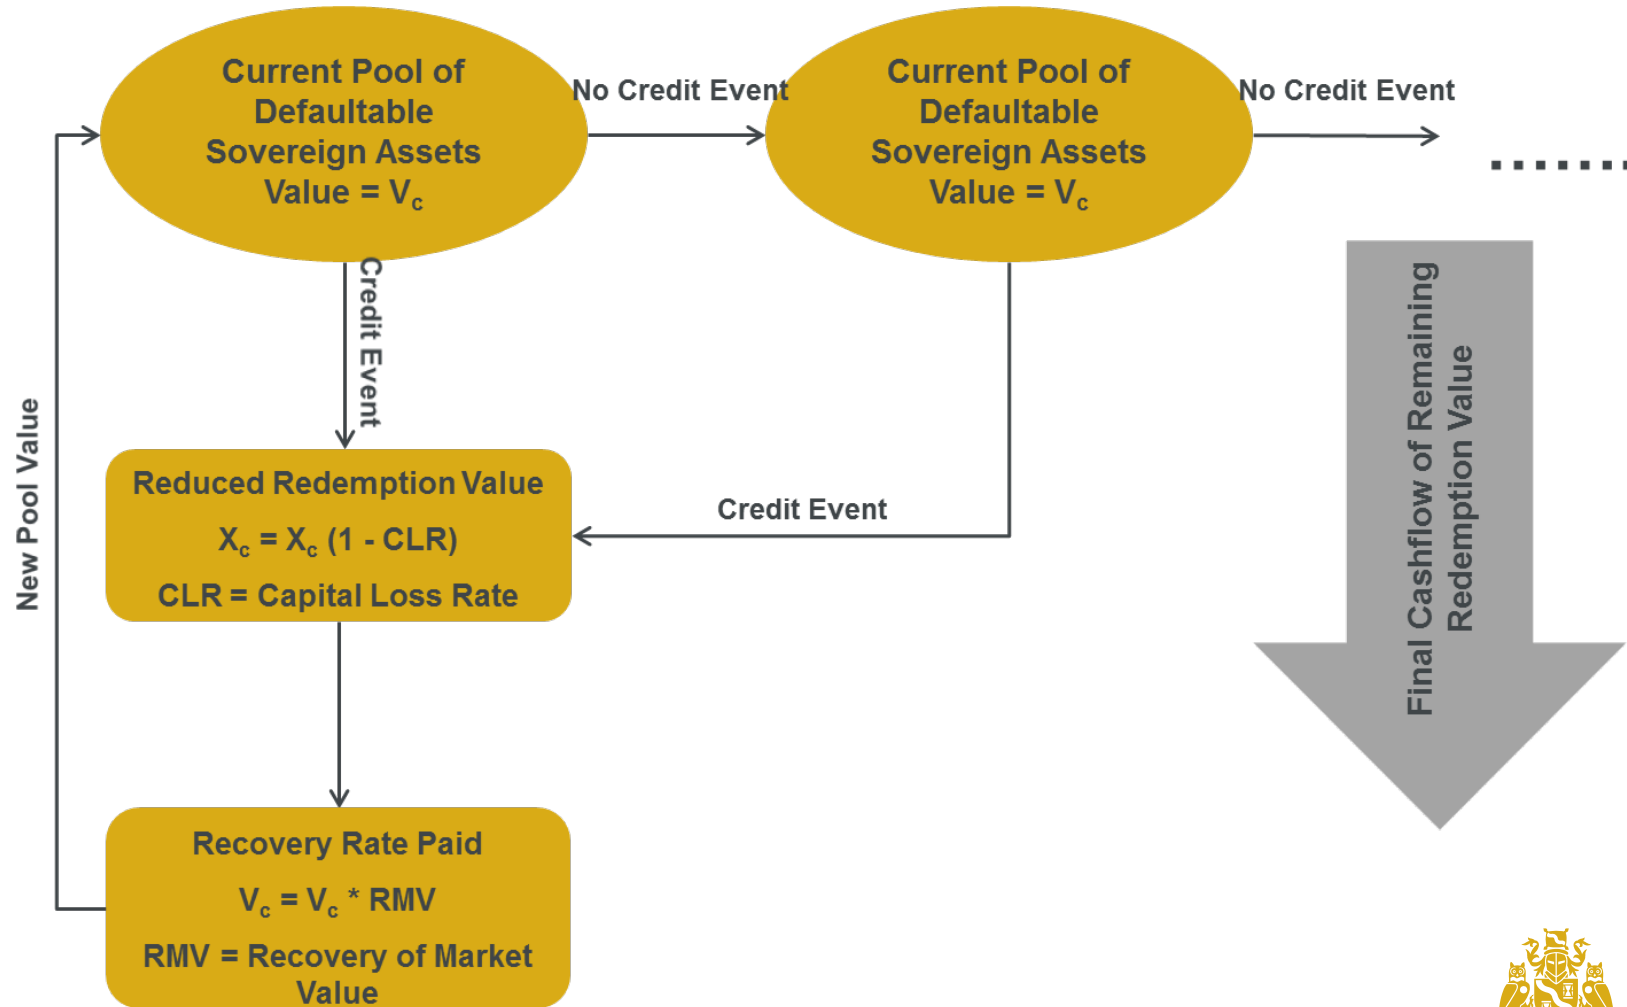 Current Pool of
Defaultable
Sovereign Assets
Value = Vc
No Credit Event
Current Pool of
Defaultable
Sovereign Assets
Value = Vc
No Credit Event
........
Credit Event
New Pool Value
Reduced Redemption Value
Xc = Xc (1 - CLR)
CLR = Capital Loss Rate
Credit Event
Final Cashflow of Remaining
Redemption Value
Recovery Rate Paid
Vc = Vc * RMV
RMV = Recovery of Market
Value